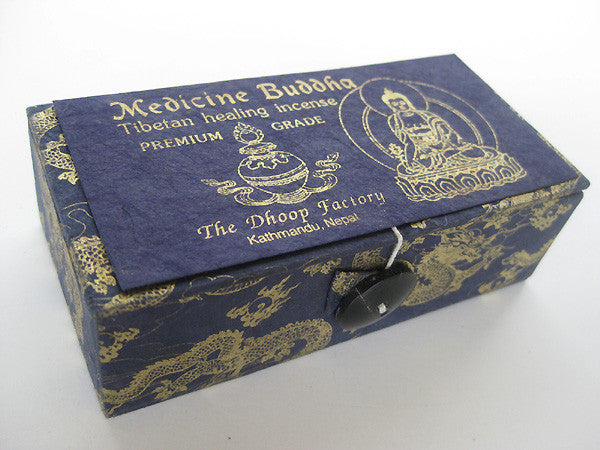 Medicine Buddha
Tibetan healing incense
PREMIUM GRADE
The Dhoop Factory
Kathmandu, Nepal